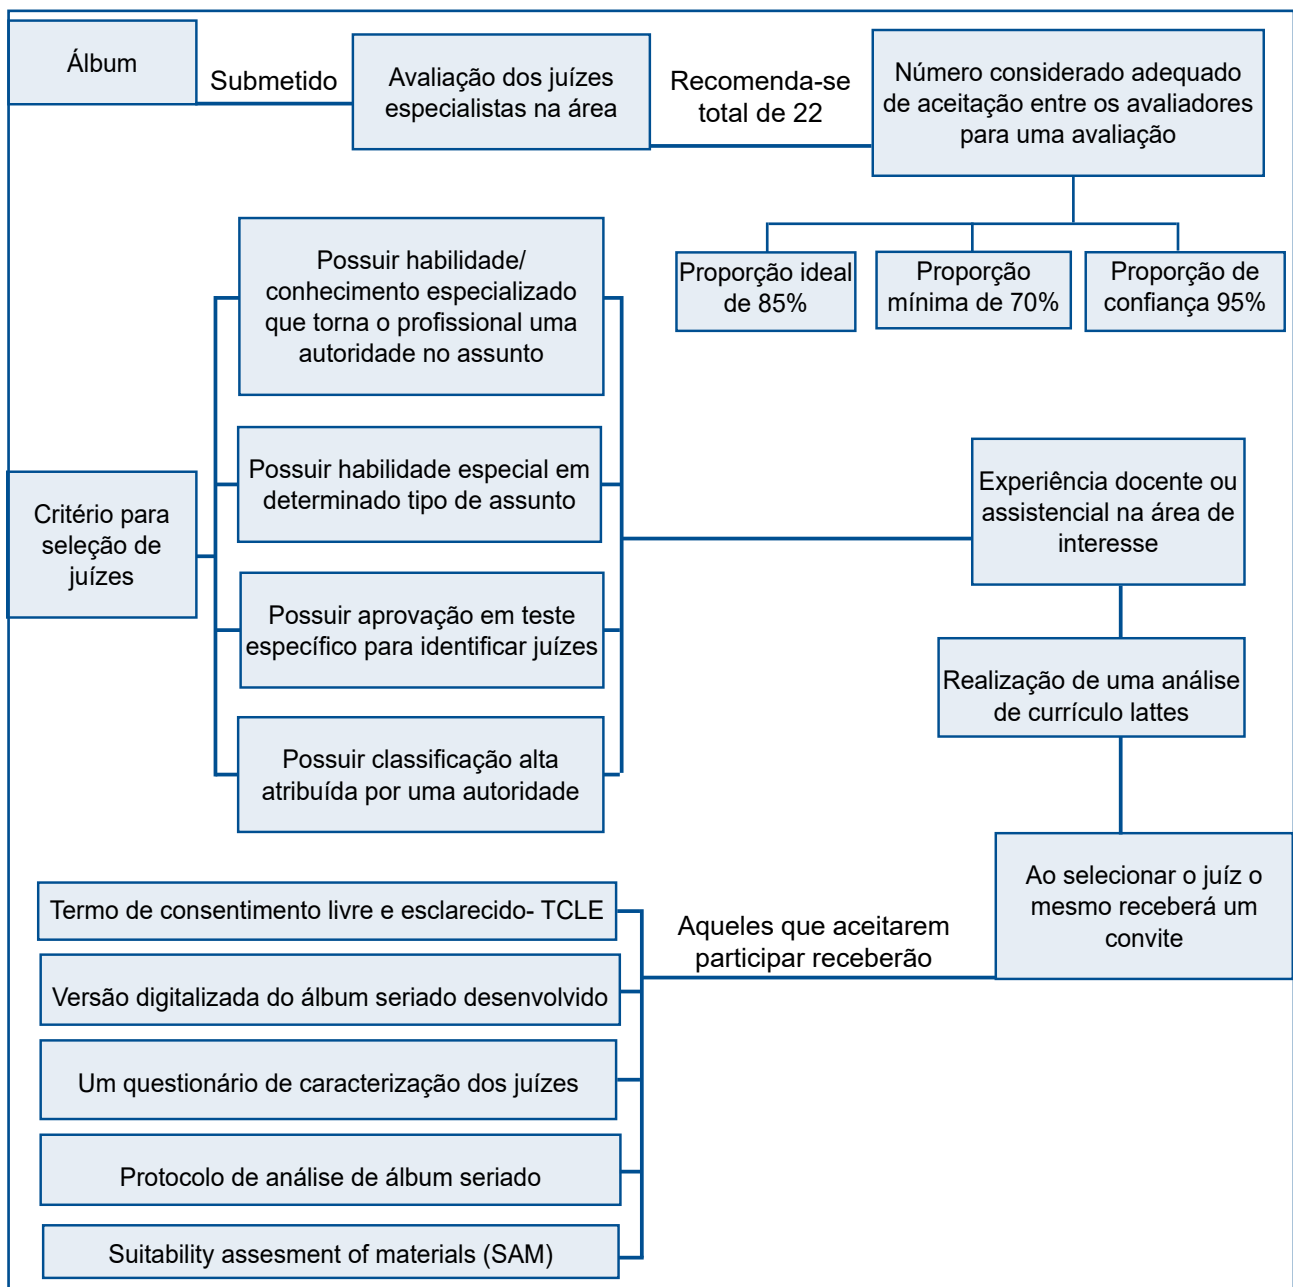 Álbum
Submetido
Avaliação dos juízes
especialistas na área
Recomenda-se
total de 22
Número considerado adequado
de aceitação entre os avaliadores
para uma avaliação
Proporção ideal
de 85%
Proporção
mínima de 70%
Proporção de
confiança 95%
Critério para
seleção de
juízes
Possuir habilidade/
conhecimento especializado
que torna o profissional uma
autoridade no assunto
Possuir habilidade especial em
determinado tipo de assunto
Possuir aprovação em teste
específico para identificar juízes
Possuir classificação alta
atribuída por uma autoridade
Experiência docente ou
assistencial na área de
interesse
Realização de uma análise
de currículo lattes
Ao selecionar o juíz o
mesmo receberá um
convite
Aqueles que aceitarem
participar receberão
Termo de consentimento livre e esclarecido- TCLE
Versão digitalizada do álbum seriado desenvolvido
Um questionário de caracterização dos juízes
Protocolo de análise de álbum seriado
Suitability assesment of materials (SAM)